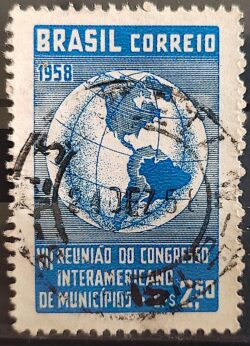 BRASIL CORREIO
1958
REUNIÃO DO CONGRESSO
INTERAMERICANO
DE MUNICÍPIOS 2,50